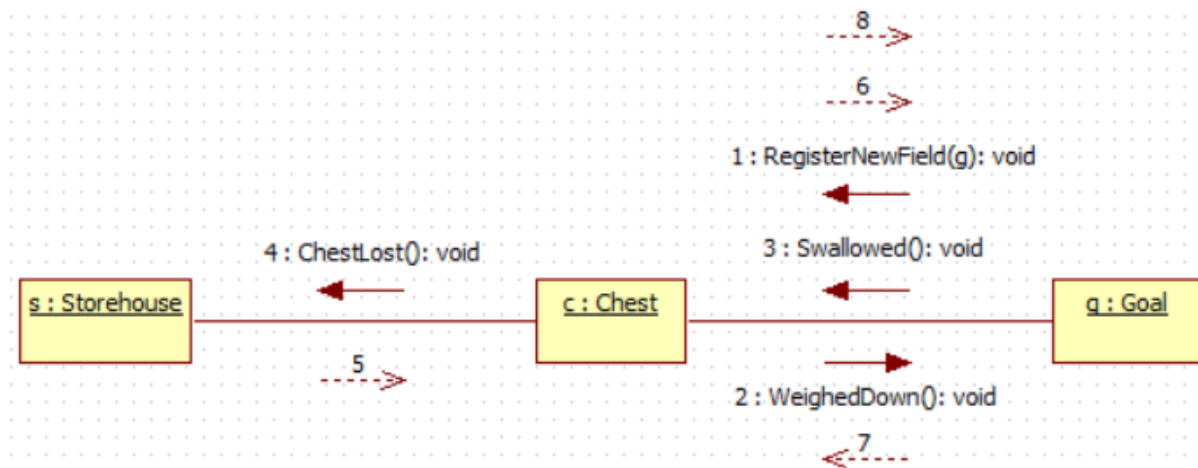 8
6
1 : RegisterNewField(g): void
4 : ChestLost(): void
3 : Swallowed(): void
s : Storehouse
c : Chest
g : Goal
5
2 : WeighedDown(): void
7